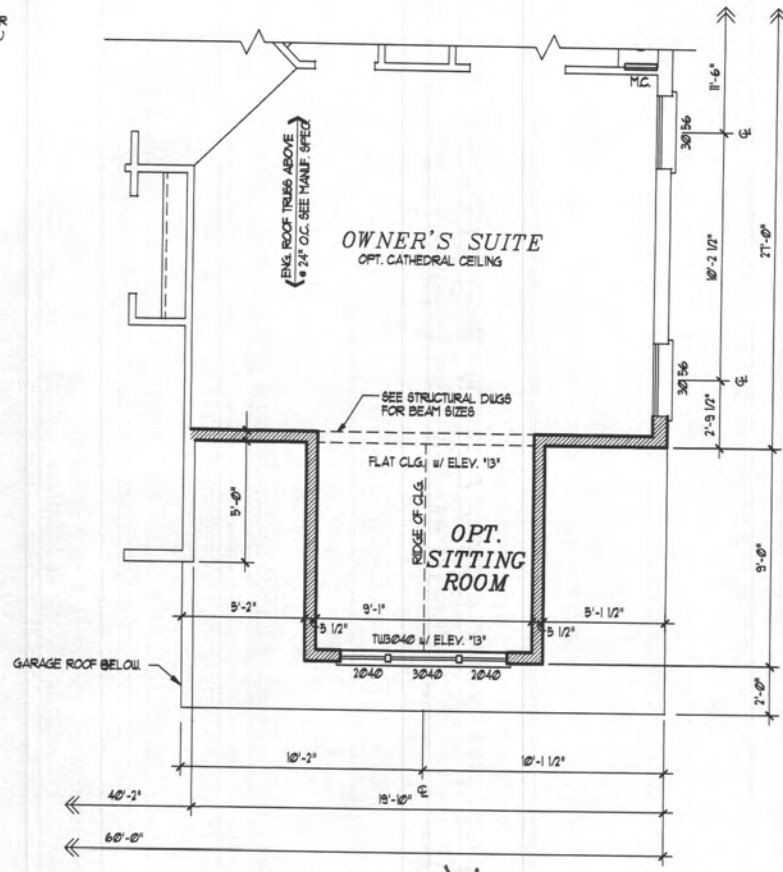 M.C.
11'-6"
30156
℄
ENG. ROOF TRUSS ABOVE
@ 24" O.C. SEE MANUF. SPEC.
OWNER'S SUITE
OPT. CATHEDRAL CEILING
10'-2 1/2"
27'-0"
30156
℄
SEE STRUCTURAL DWGS
FOR BEAM SIZES
2'-9 1/2"
FLAT CLG. w/ ELEV. "13"
RIDGE OF CLG.
5'-0"
OPT.
SITTING
ROOM
9'-0"
5'-2"
9'-1"
5'-1 1/2"
5 1/2"
5 1/2"
TW3040 w/ ELEV. "13"
GARAGE ROOF BELOW.
2040
3040
2040
2'-0"
10'-2"
10'-1 1/2"
℄
40'-2"
19'-10"
60'-0"